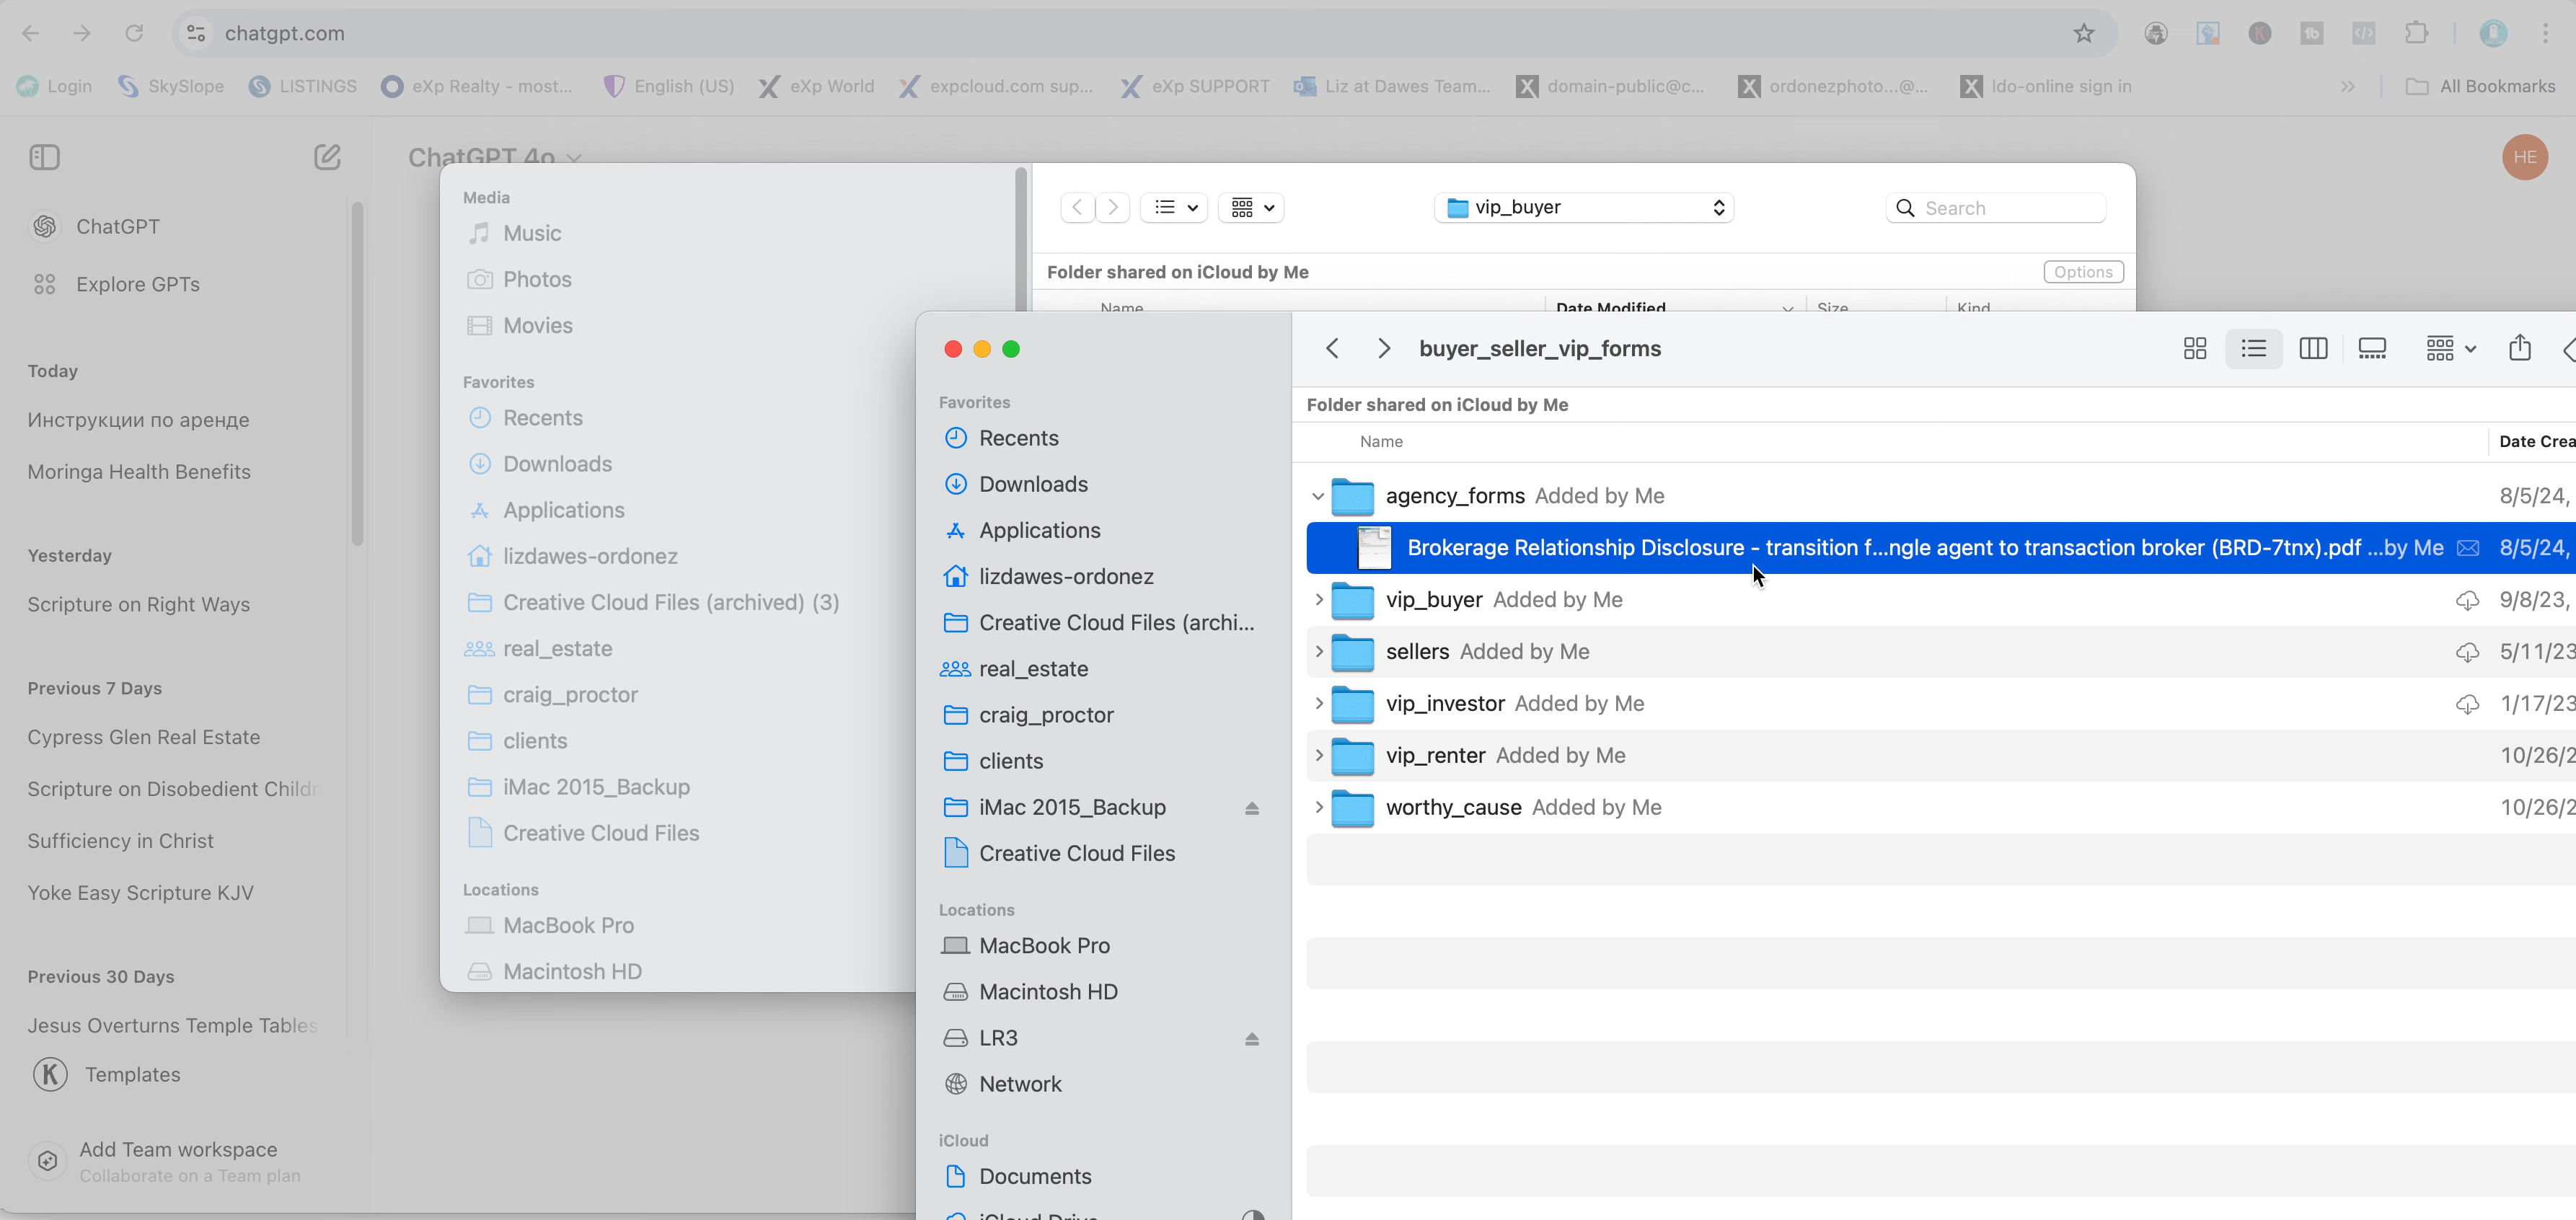 chatgpt.com
Login
SkySlope
LISTINGS
eXp Realty - most...
English (US)
eXp World
expcloud.com sup...
eXp SUPPORT
Liz at Dawes Team...
domain-public@c...
ordonezphoto...@...
ldo-online sign in
All Bookmarks
ChatGPT 4o
HE
ChatGPT
Explore GPTs
Today
Инструкции по аренде
Moringa Health Benefits
Yesterday
Scripture on Right Ways
Previous 7 Days
Cypress Glen Real Estate
Scripture on Disobedient Childr
Sufficiency in Christ
Yoke Easy Scripture KJV
Previous 30 Days
Jesus Overturns Temple Tables
Templates
Add Team workspace
Collaborate on a Team plan
Media
Music
Photos
Movies
Favorites
Recents
Downloads
Applications
lizdawes-ordonez
Creative Cloud Files (archived) (3)
real_estate
craig_proctor
clients
iMac 2015_Backup
Creative Cloud Files
Locations
MacBook Pro
Macintosh HD
vip_buyer
Search
Folder shared on iCloud by Me
Options
Name
Date Modified
Size
Kind
Favorites
Recents
Downloads
Applications
lizdawes-ordonez
Creative Cloud Files (archi...
real_estate
craig_proctor
clients
iMac 2015_Backup
Creative Cloud Files
Locations
MacBook Pro
Macintosh HD
LR3
Network
iCloud
Documents
iCloud Drive
buyer_seller_vip_forms
Folder shared on iCloud by Me
Name Date Crea
agency_forms Added by Me 8/5/24,
Brokerage Relationship Disclosure - transition f...ngle agent to transaction broker (BRD-7tnx).pdf ...by Me 8/5/24,
vip_buyer Added by Me 9/8/23,
sellers Added by Me 5/11/23
vip_investor Added by Me 1/17/23
vip_renter Added by Me 10/26/2
worthy_cause Added by Me 10/26/2